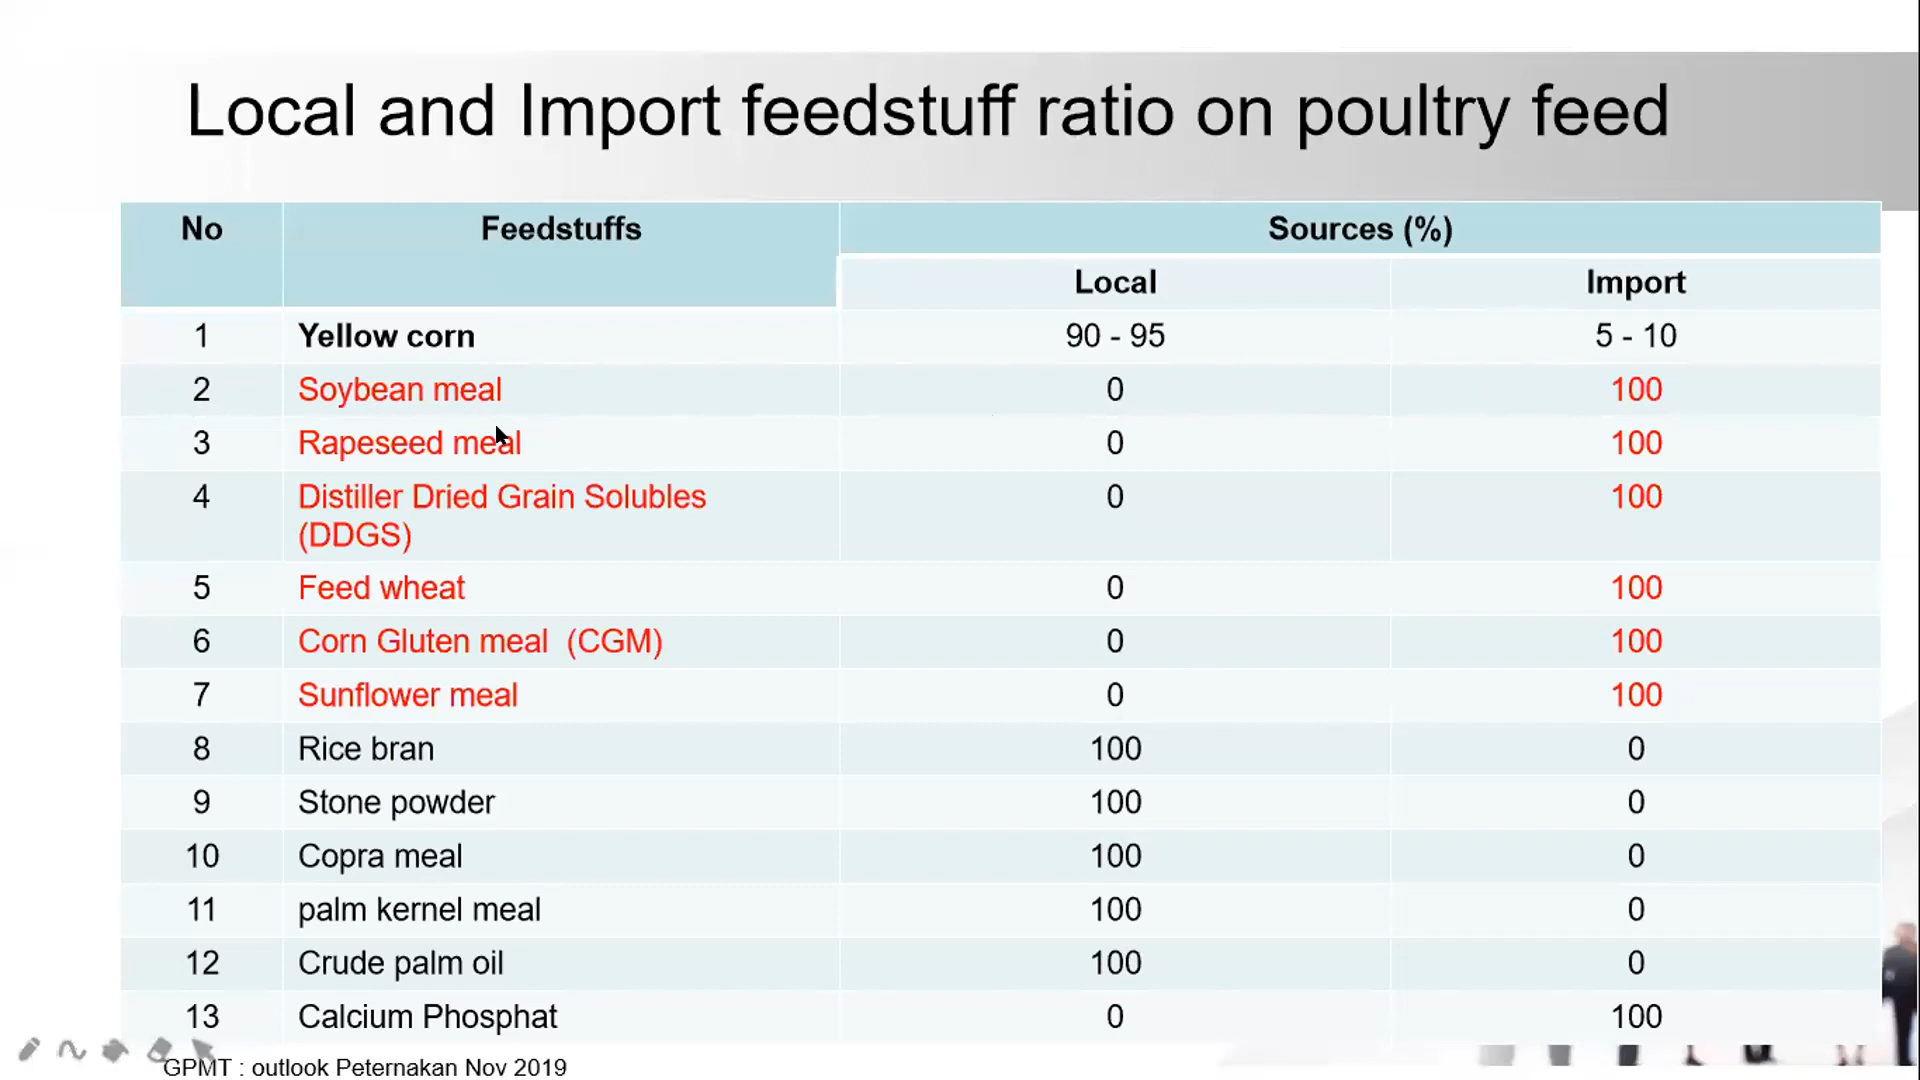 Local and Import feedstuff ratio on poultry feed
No Feedstuffs Sources (%)
Local Import
1 Yellow corn 90 - 95 5 - 10
2 Soybean meal 0 100
3 Rapeseed meal 0 100
4 Distiller Dried Grain Solubles 0 100
(DDGS)
5 Feed wheat 0 100
6 Corn Gluten meal (CGM) 0 100
7 Sunflower meal 0 100
8 Rice bran 100 0
9 Stone powder 100 0
10 Copra meal 100 0
11 palm kernel meal 100 0
12 Crude palm oil 100 0
13 Calcium Phosphat 0 100
GPMT : outlook Peternakan Nov 2019